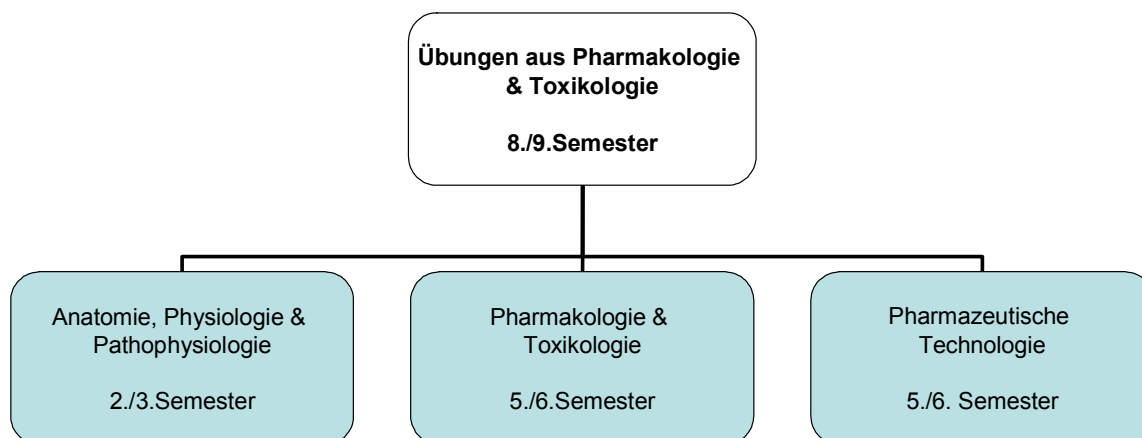 Übungen aus Pharmakologie
& Toxikologie
8./9.Semester
Anatomie, Physiologie &
Pathophysiologie
2./3.Semester
Pharmakologie &
Toxikologie
5./6.Semester
Pharmazeutische
Technologie
5./6. Semester